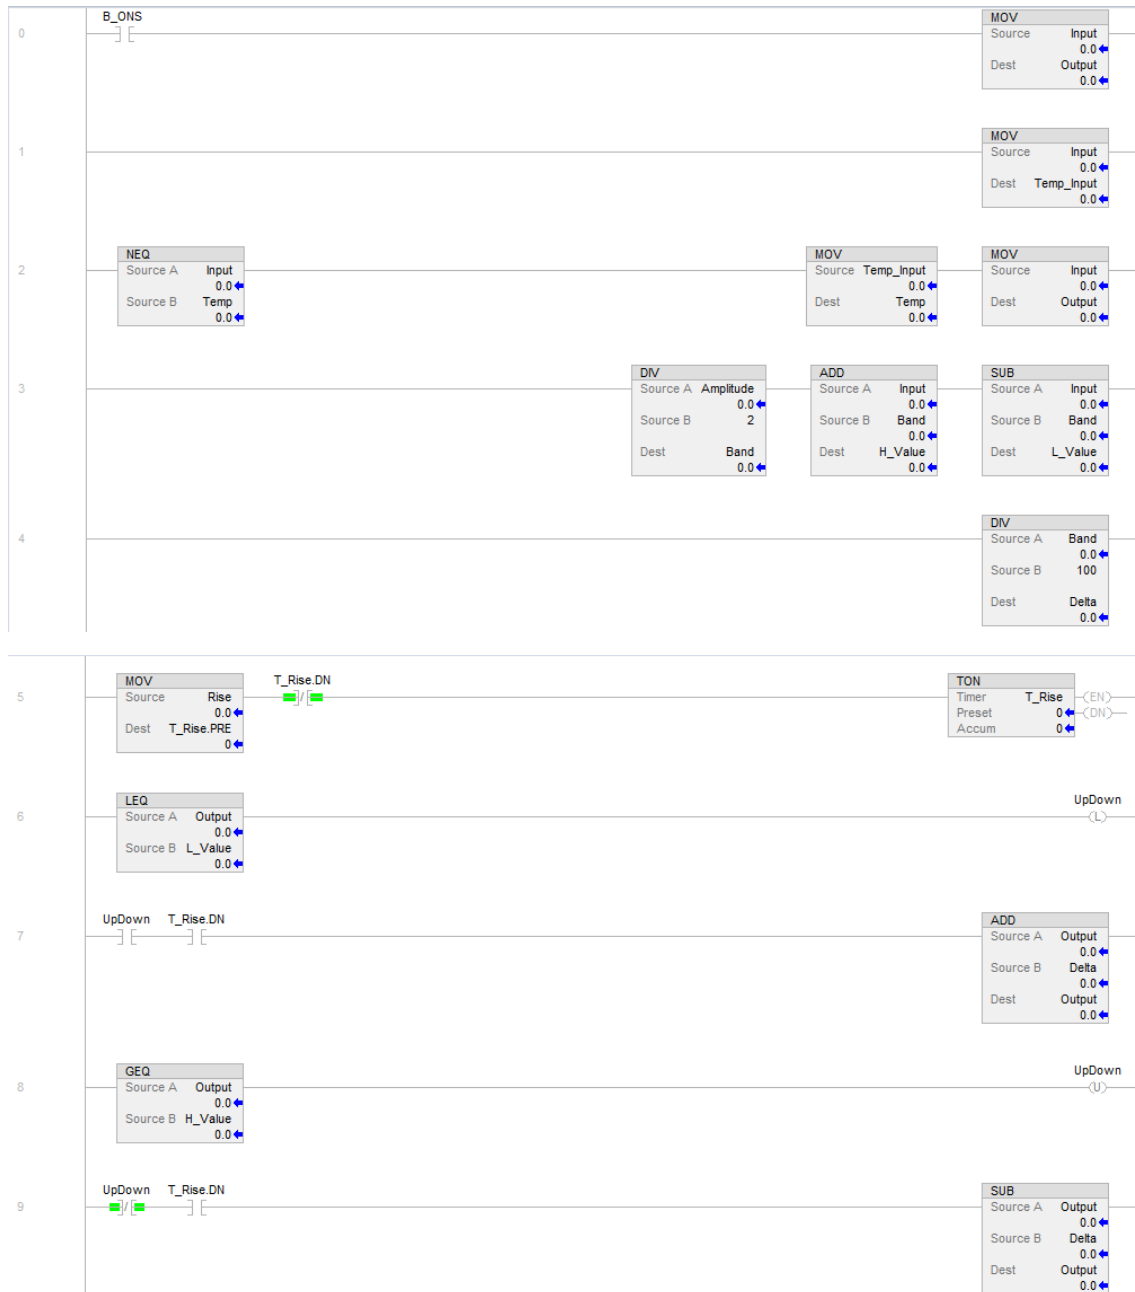 B_ONS
0
MOV
Source Input
0.0
Dest Output
0.0
1
MOV
Source Input
0.0
Dest Temp_Input
0.0
2
NEQ
Source A Input
0.0
Source B Temp
0.0
MOV
Source Temp_Input
0.0
Dest Temp
0.0
MOV
Source Input
0.0
Dest Output
0.0
3
DIV
Source A Amplitude
0.0
Source B 2
Dest Band
0.0
ADD
Source A Input
0.0
Source B Band
0.0
Dest H_Value
0.0
SUB
Source A Input
0.0
Source B Band
0.0
Dest L_Value
0.0
4
DIV
Source A Band
0.0
Source B 100
Dest Delta
0.0
5
MOV
Source Rise
0.0
Dest T_Rise.PRE
0
T_Rise.DN
TON
Timer T_Rise
Preset 0
Accum 0
(EN)
(DN)
6
LEQ
Source A Output
0.0
Source B L_Value
0.0
UpDown
(L)
7
UpDown T_Rise.DN
ADD
Source A Output
0.0
Source B Delta
0.0
Dest Output
0.0
8
GEQ
Source A Output
0.0
Source B H_Value
0.0
UpDown
(U)
9
UpDown T_Rise.DN
SUB
Source A Output
0.0
Source B Delta
0.0
Dest Output
0.0